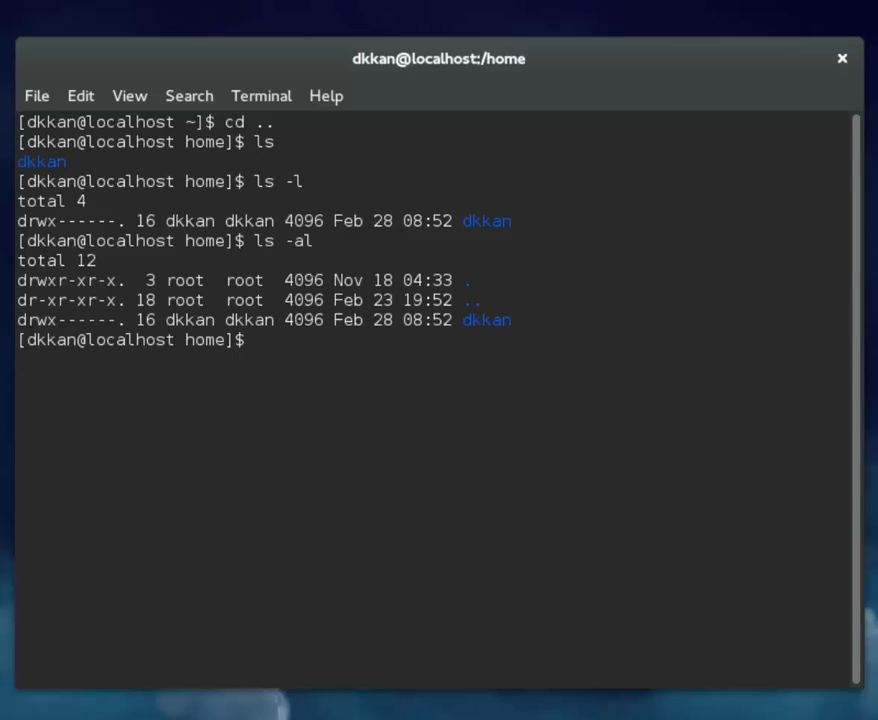 dkkan@localhost:/home
File Edit View Search Terminal Help
[dkkan@localhost ~]$ cd ..
[dkkan@localhost home]$ ls
dkkan
[dkkan@localhost home]$ ls -l
total 4
drwx------. 16 dkkan dkkan 4096 Feb 28 08:52 dkkan
[dkkan@localhost home]$ ls -al
total 12
drwxr-xr-x.  3 root  root  4096 Nov 18 04:33 .
dr-xr-xr-x. 18 root  root  4096 Feb 23 19:52 ..
drwx------. 16 dkkan dkkan 4096 Feb 28 08:52 dkkan
[dkkan@localhost home]$